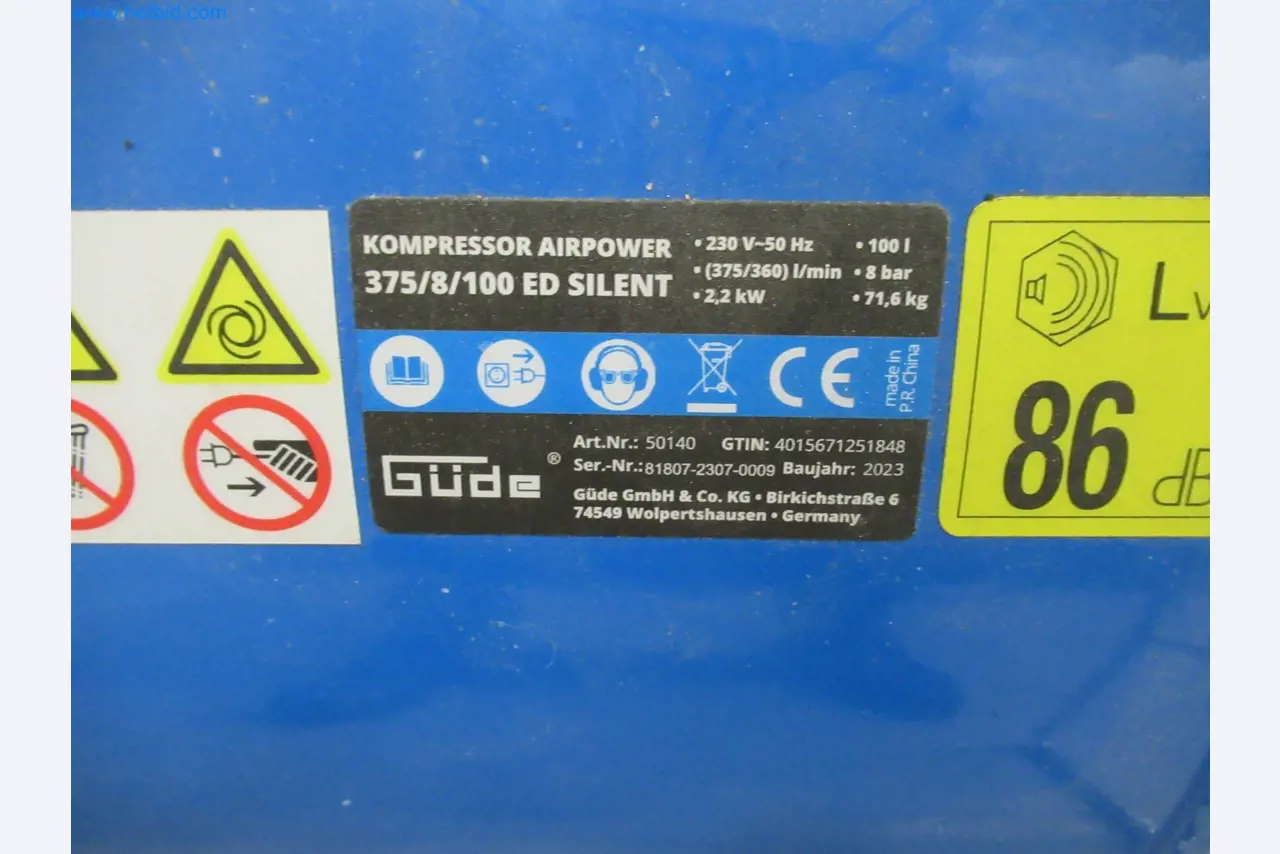 KOMPRESSOR AIRPOWER
375/8/100 ED SILENT
• 230 V~50 Hz
• (375/360) l/min
• 2,2 kW
• 100 l
• 8 bar
• 71,6 kg
CE
made in
P.R. China
GÜde®
Art.Nr.: 50140 GTIN: 4015671251848
Ser.-Nr.:81807-2307-0009 Baujahr: 2023
Güde GmbH & Co. KG • Birkichstraße 6
74549 Wolpertshausen • Germany
L
86
dB